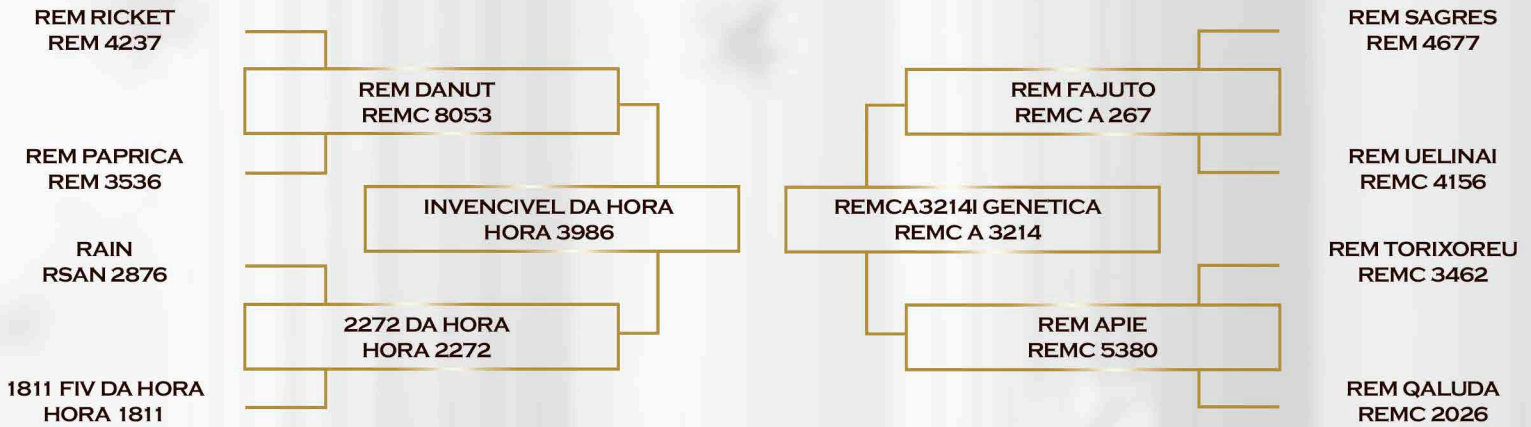 REM RICKET
REM 4237
REM DANUT
REMC 8053
REM PAPRICA
REM 3536
INVENCIVEL DA HORA
HORA 3986
RAIN
RSAN 2876
2272 DA HORA
HORA 2272
1811 FIV DA HORA
HORA 1811
REM SAGRES
REM 4677
REM FAJUTO
REMC A 267
REM UELINAI
REMC 4156
REMCA3214I GENETICA
REMC A 3214
REM TORIXOREU
REMC 3462
REM APIE
REMC 5380
REM QALUDA
REMC 2026